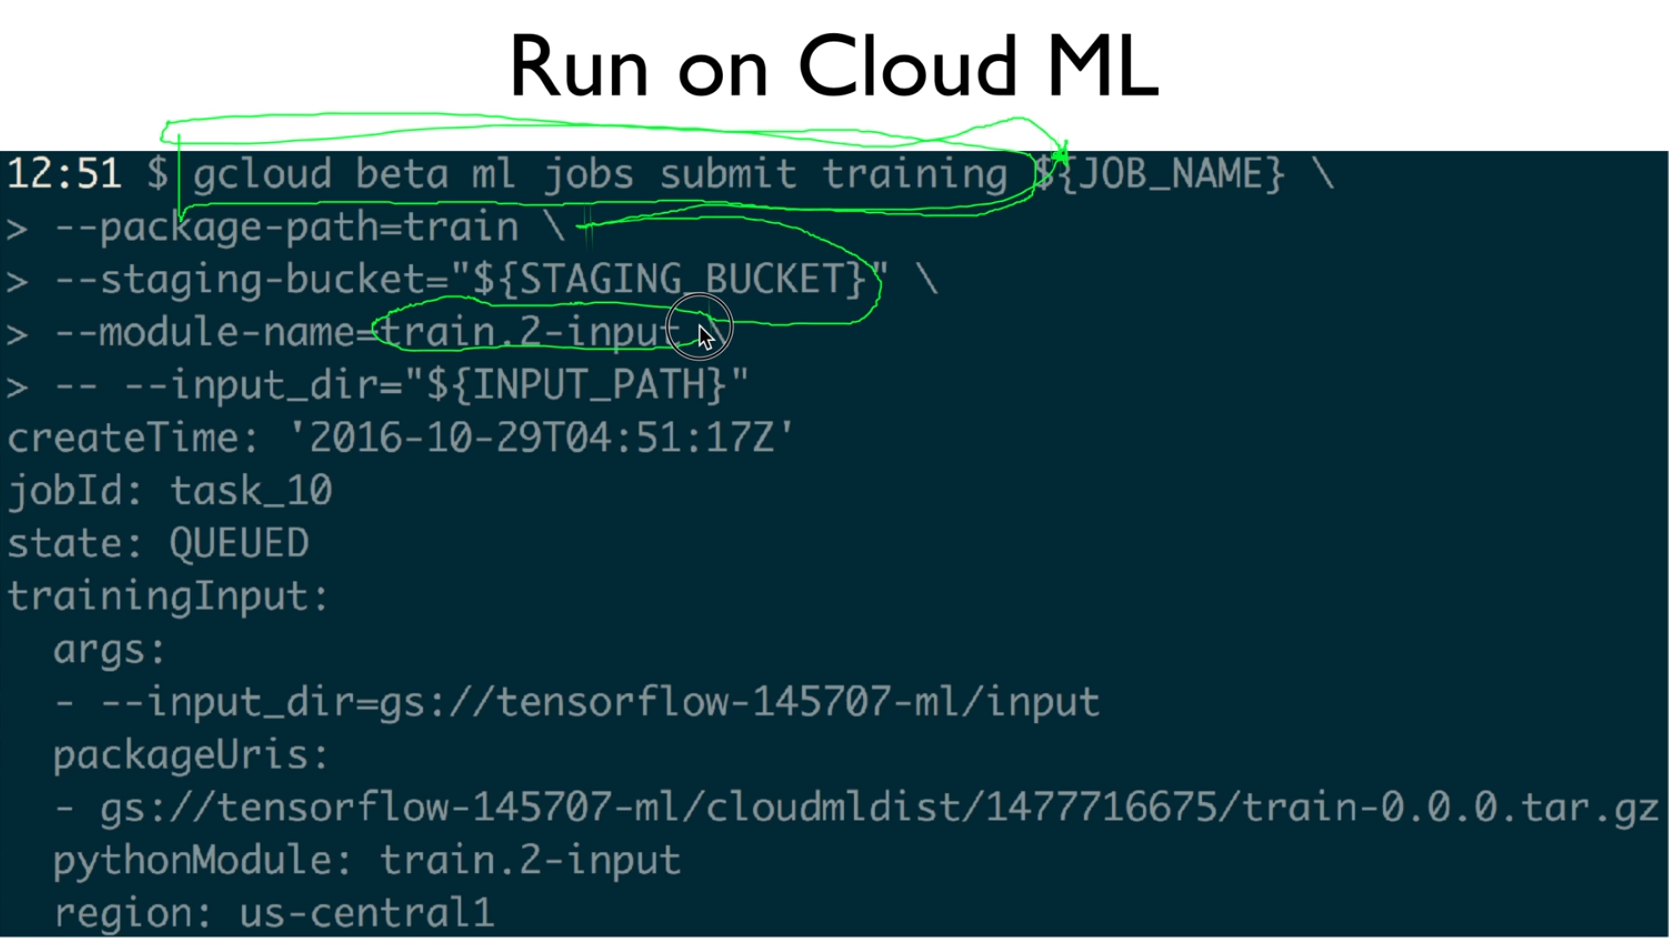 Run on Cloud ML
12:51 $ gcloud beta ml jobs submit training ${JOB_NAME} \
> --package-path=train \
> --staging-bucket="${STAGING_BUCKET}" \
> --module-name=train.2-input \
> -- --input_dir="${INPUT_PATH}"
createTime: '2016-10-29T04:51:17Z'
jobId: task_10
state: QUEUED
trainingInput:
  args:
  - --input_dir=gs://tensorflow-145707-ml/input
  packageUris:
  - gs://tensorflow-145707-ml/cloudmldist/1477716675/train-0.0.0.tar.gz
  pythonModule: train.2-input
  region: us-central1